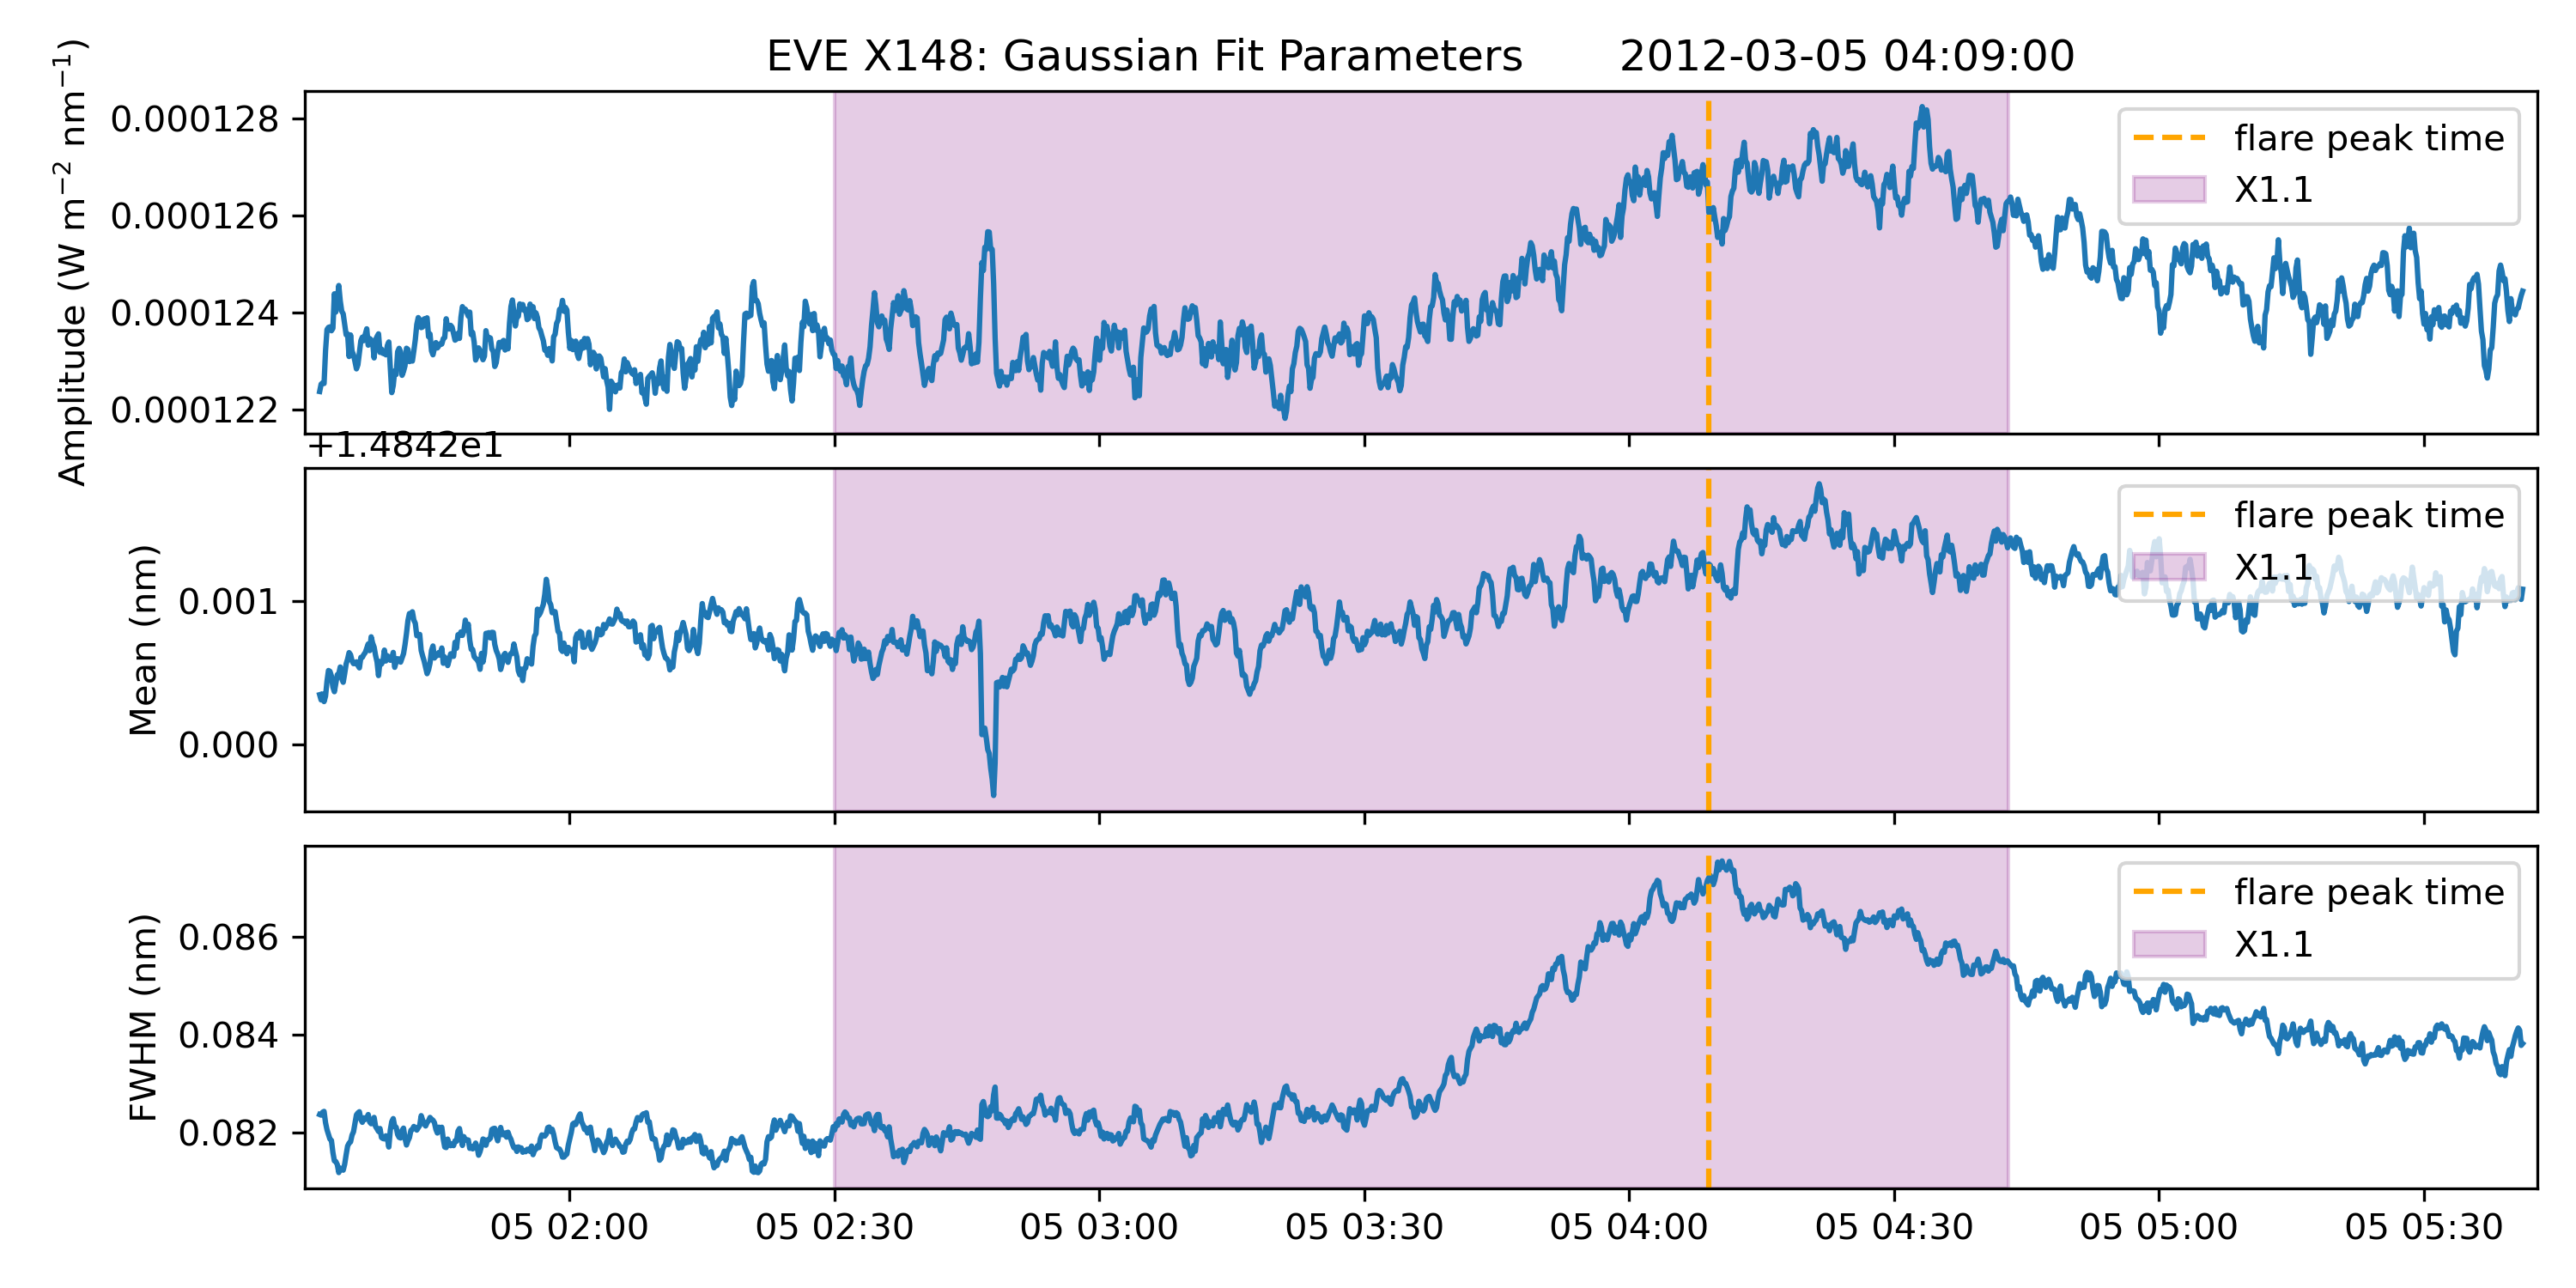 EVE X148: Gaussian Fit Parameters 2012-03-05 04:09:00
Amplitude (W m⁻² nm⁻¹)
0.000128
0.000126
0.000124
0.000122
flare peak time
X1.1
+1.4842e1
Mean (nm)
0.001
0.000
flare peak time
X1.1
FWHM (nm)
0.086
0.084
0.082
flare peak time
X1.1
05 02:00 05 02:30 05 03:00 05 03:30 05 04:00 05 04:30 05 05:00 05 05:30